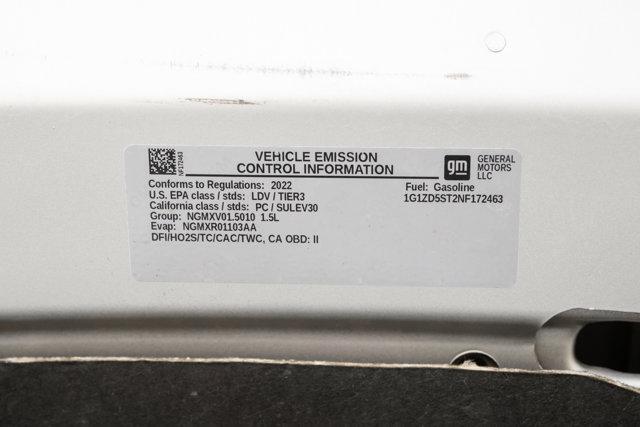 NF172463
VEHICLE EMISSION
CONTROL INFORMATION
gm
GENERAL
MOTORS
LLC
Conforms to Regulations: 2022
U.S. EPA class / stds: LDV / TIER3
California class / stds: PC / SULEV30
Group: NGMXV01.5010 1.5L
Evap: NGMXR01103AA
DFI/HO2S/TC/CAC/TWC, CA OBD: II
Fuel: Gasoline
1G1ZD5ST2NF172463